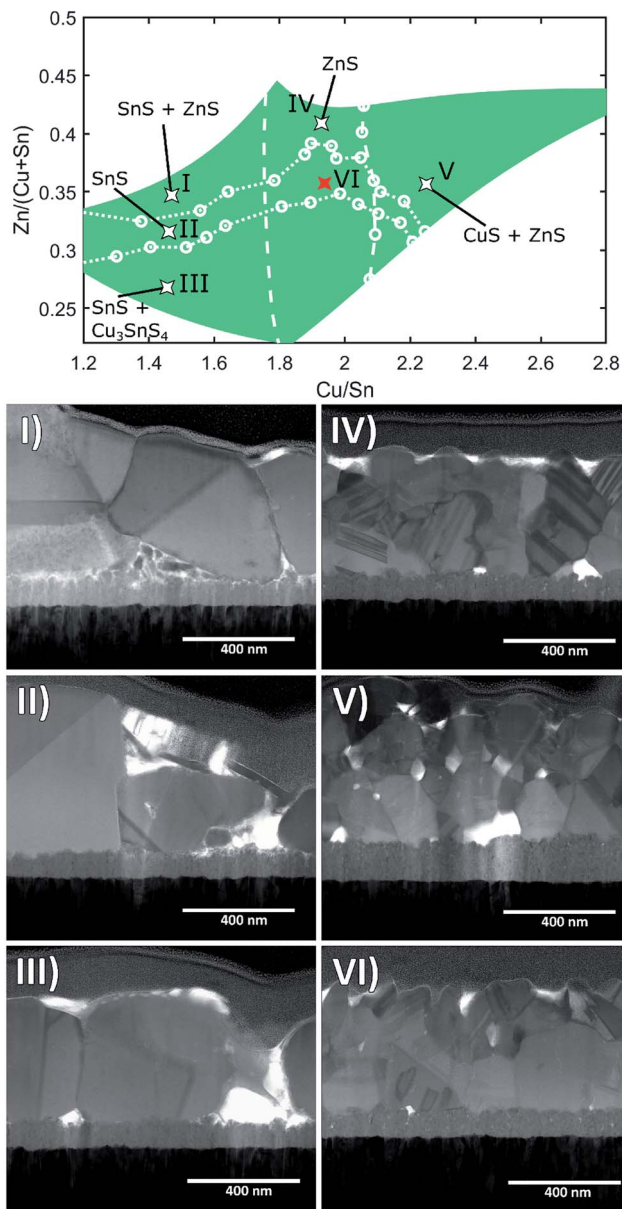 0.5
0.45
0.4
0.35
0.3
0.25
Zn/(Cu+Sn)
1.2 1.4 1.6 1.8 2 2.2 2.4 2.6 2.8
Cu/Sn
ZnS
IV
SnS + ZnS
I
SnS
II
VI
V
CuS + ZnS
III
SnS +
Cu₃SnS₄
I)
400 nm
IV)
400 nm
II)
400 nm
V)
400 nm
III)
400 nm
VI)
400 nm